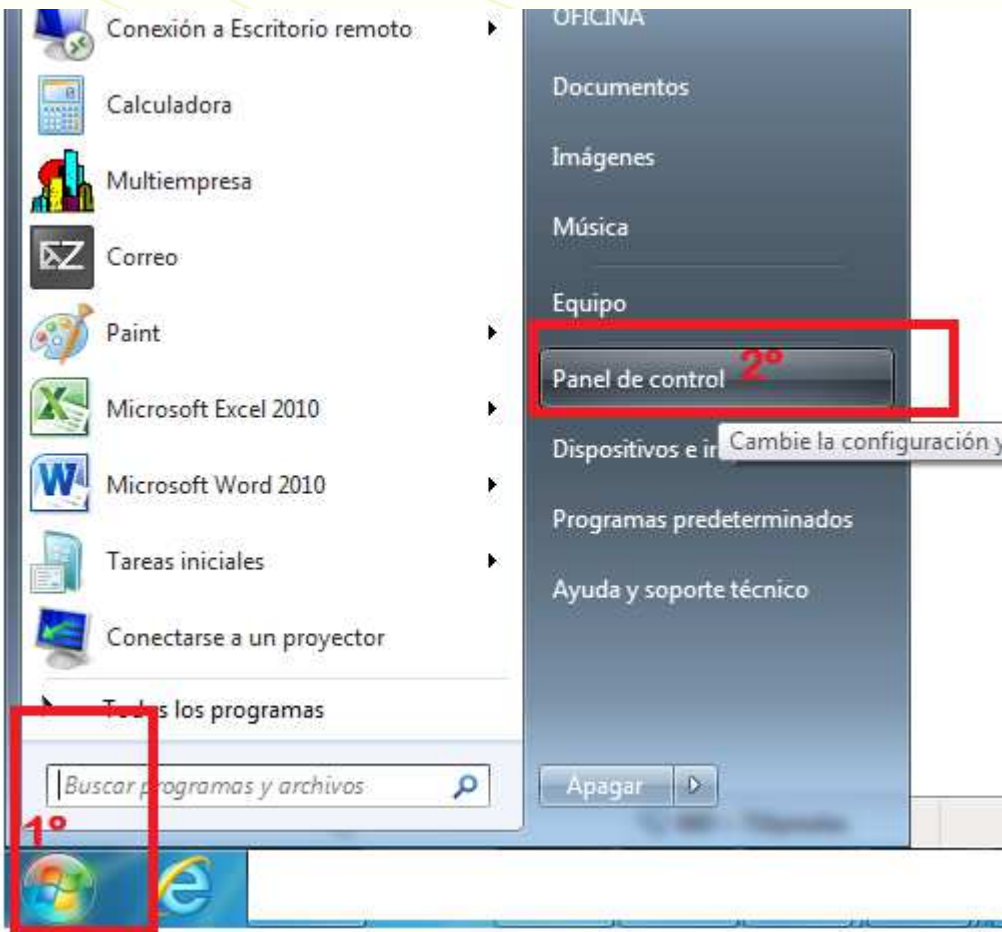 Conexión a Escritorio remoto
Calculadora
Multiempresa
Correo
Paint
Microsoft Excel 2010
Microsoft Word 2010
Tareas iniciales
Conectarse a un proyector
Todos los programas
Buscar programas y archivos
1º
OFICINA
Documentos
Imágenes
Música
Equipo
Panel de control 2º
Dispositivos e
Cambie la configuración y
Programas predeterminados
Ayuda y soporte técnico
Apagar